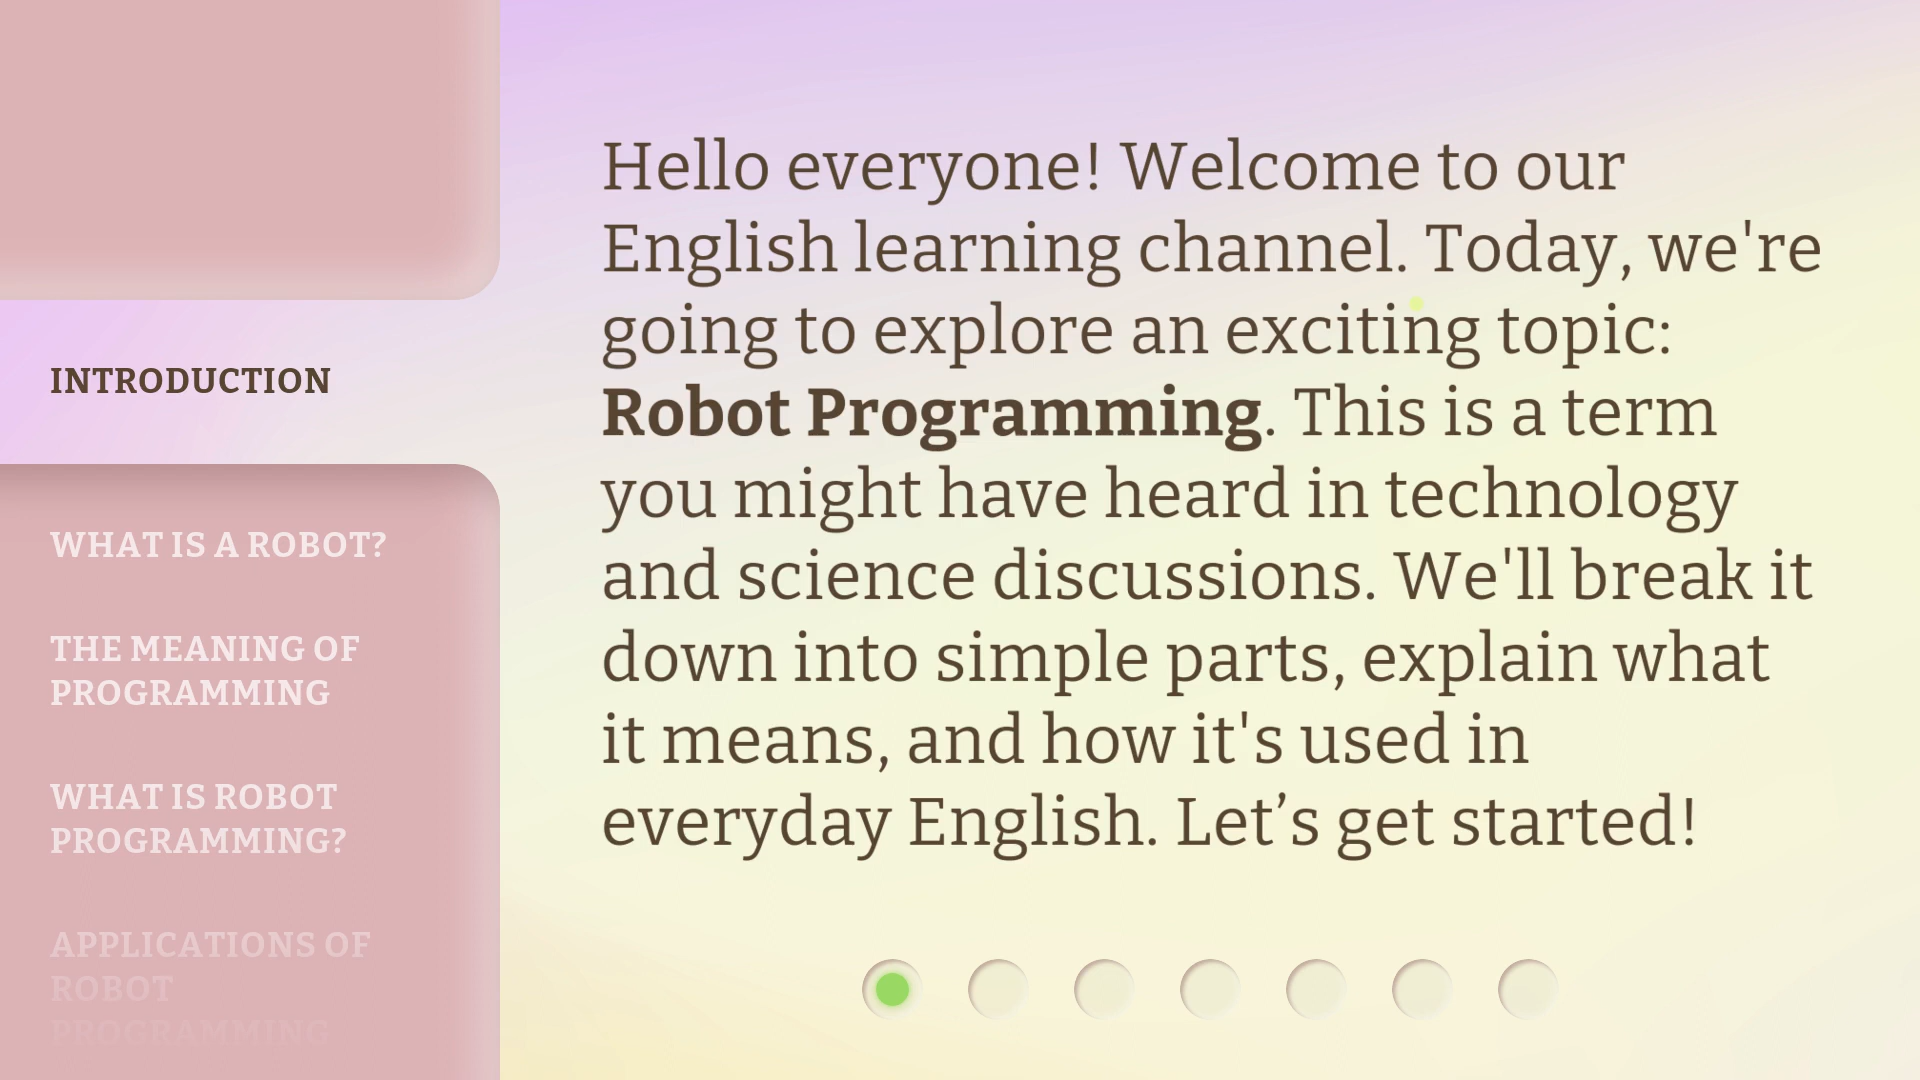 INTRODUCTION
WHAT IS A ROBOT?
THE MEANING OF
PROGRAMMING
WHAT IS ROBOT
PROGRAMMING?
APPLICATIONS OF
ROBOT
PROGRAMMING
Hello everyone! Welcome to our
English learning channel. Today, we're
going to explore an exciting topic:
Robot Programming. This is a term
you might have heard in technology
and science discussions. We'll break it
down into simple parts, explain what
it means, and how it's used in
everyday English. Let’s get started!